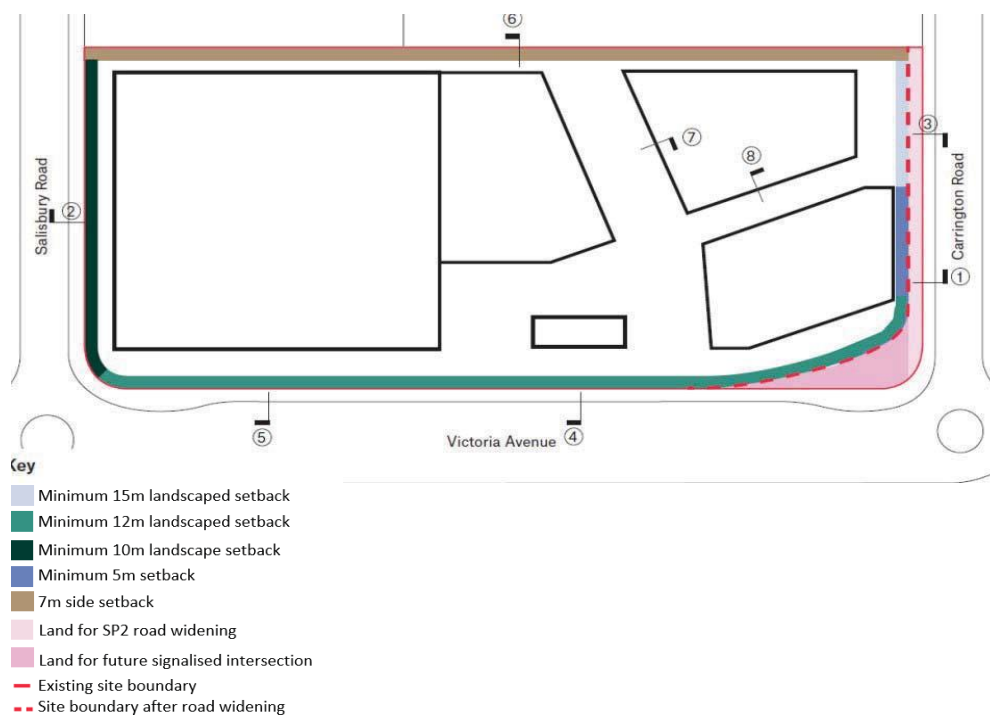 ⑥
⑦
③
⑧
Salisbury Road
②
Carrington Road
①
⑤
Victoria Avenue
④
Key
Minimum 15m landscaped setback
Minimum 12m landscaped setback
Minimum 10m landscape setback
Minimum 5m setback
7m side setback
Land for SP2 road widening
Land for future signalised intersection
Existing site boundary
Site boundary after road widening